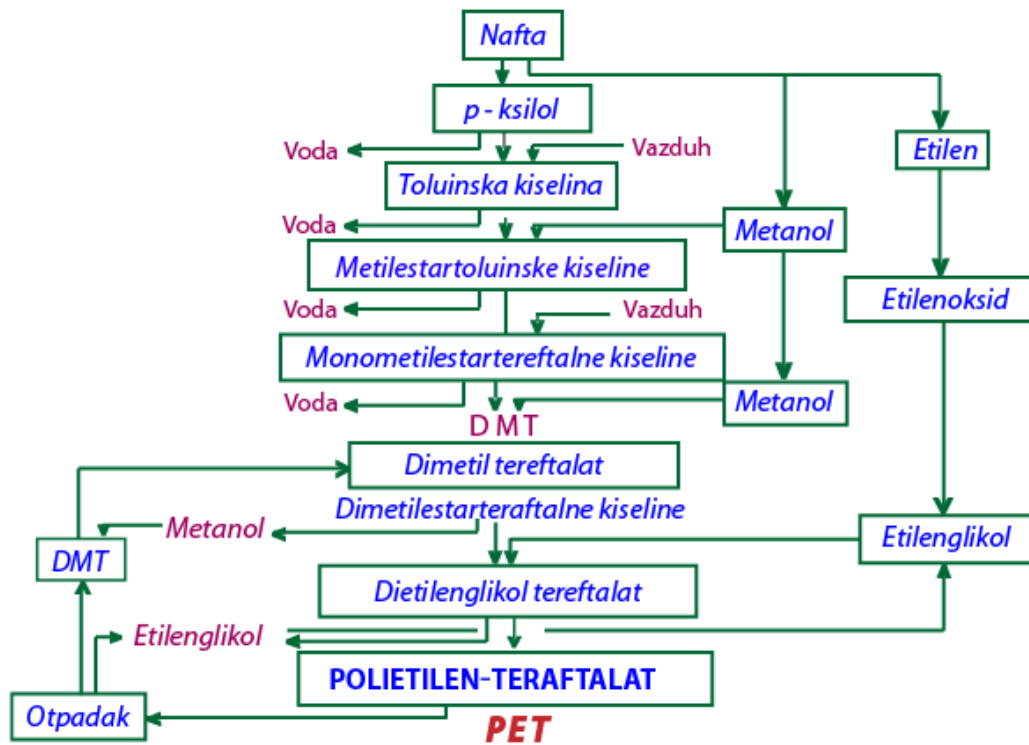 Nafta
p - ksilol
Voda
Vazduh
Etilen
Toluinska kiselina
Voda
Metanol
Metilestartoluinske kiseline
Etilenoksid
Voda
Vazduh
Monometilestartereftalne kiseline
Voda
Metanol
DMT
Dimetil tereftalat
Dimetilestarteraftalne kiseline
Metanol
Etilenglikol
DMT
Dietilenglikol tereftalat
Etilenglikol
POLIETILEN-TERAFTALAT
Otpadak
PET